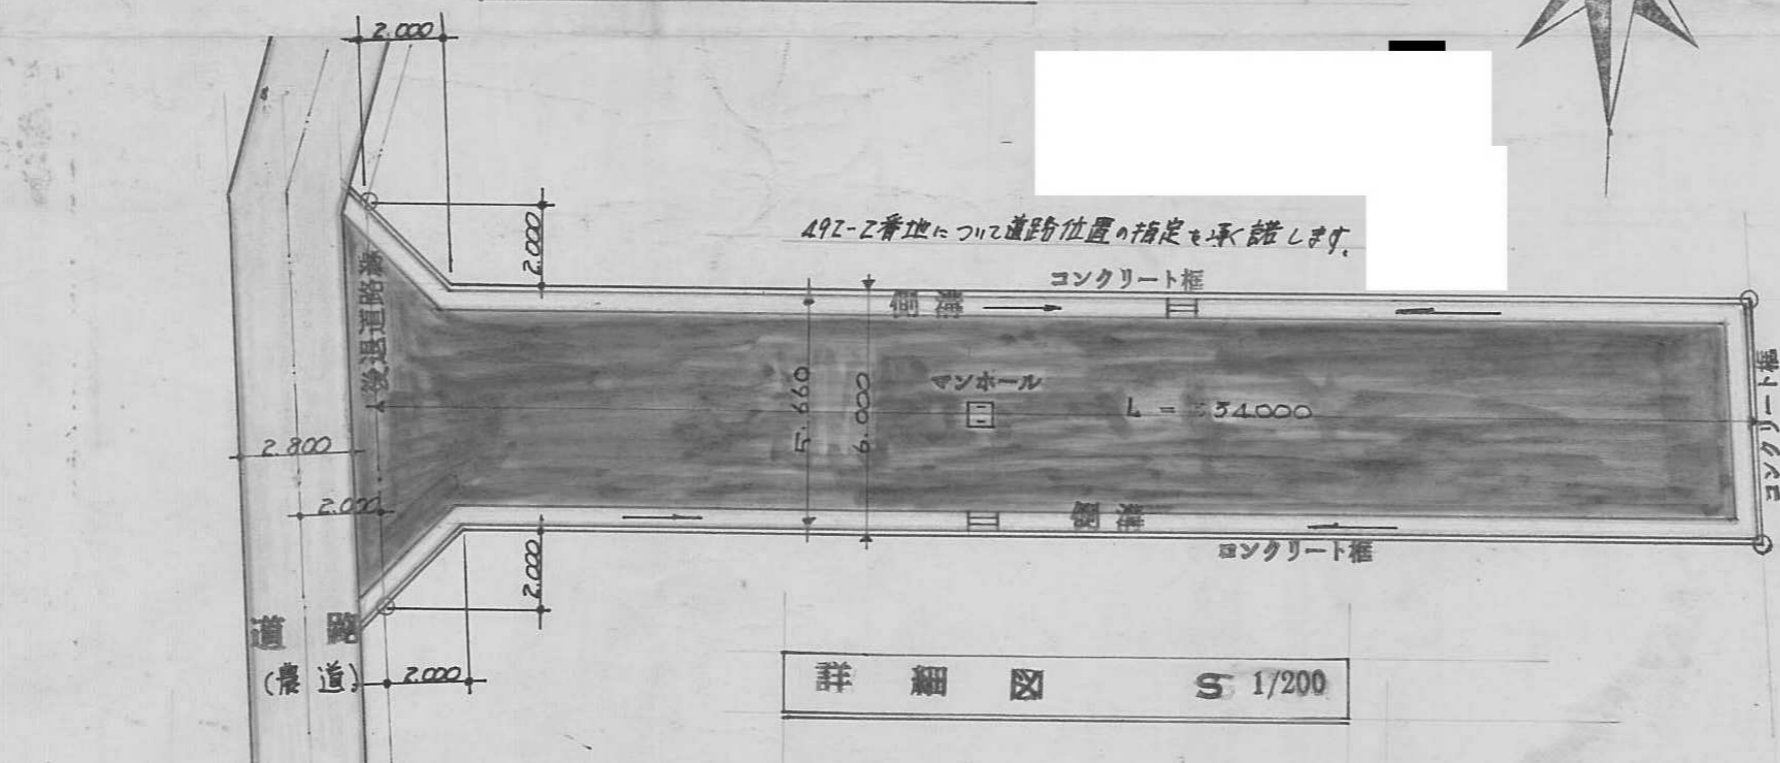 2.000
2.000
492-2番地について道路位置の指定を承諾します。
コンクリート框
側溝
後退道路線
5.660
6.000
マンホール
L = 34.000
コンクリート框
2.800
2.000
側溝
コンクリート框
2.000
道路
(農道)
2.000
詳細図 S 1/200